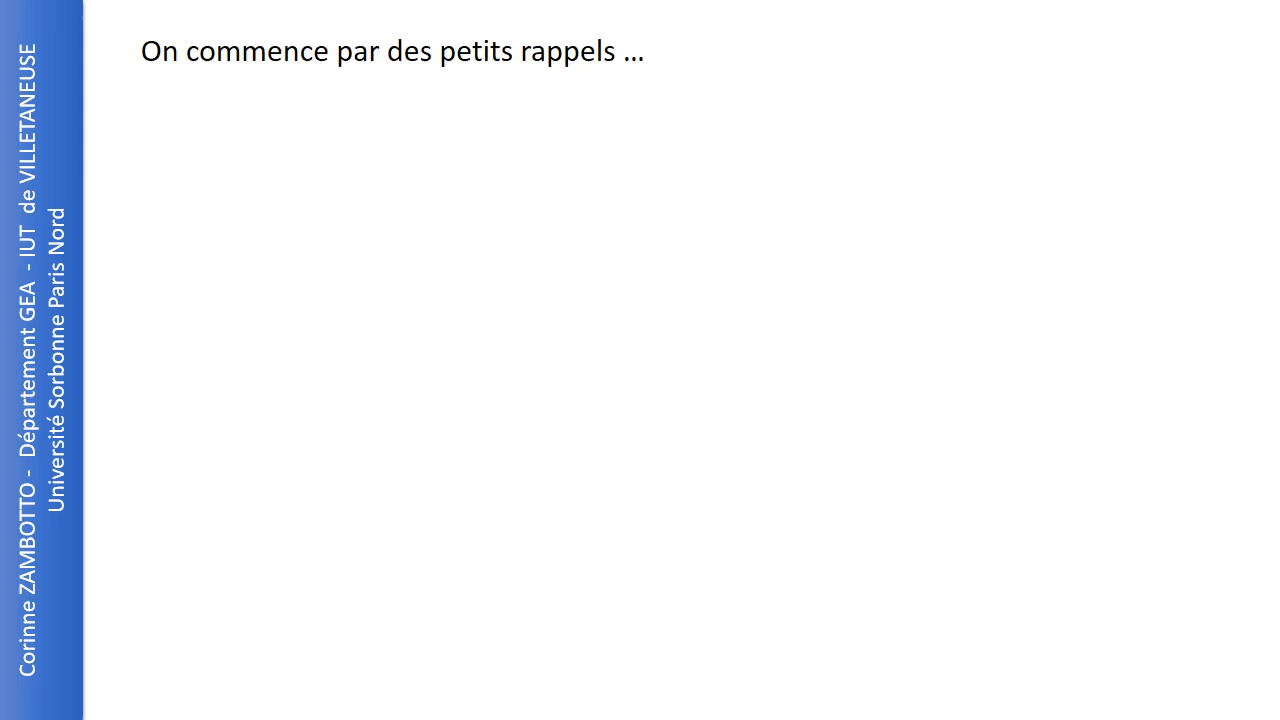 On commence par des petits rappels ...
Corinne ZAMBOTTO - Département GEA - IUT de VILLETANEUSE
Université Sorbonne Paris Nord